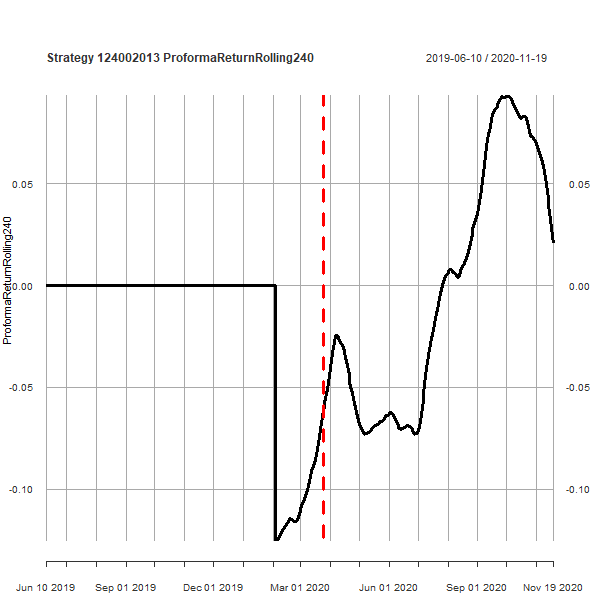 Strategy 124002013 ProformaReturnRolling240
2019-06-10 / 2020-11-19
ProformaReturnRolling240
0.05
0.05
0.00
0.00
-0.05
-0.05
-0.10
-0.10
Jun 10 2019
Sep 01 2019
Dec 01 2019
Mar 01 2020
Jun 01 2020
Sep 01 2020
Nov 19 2020